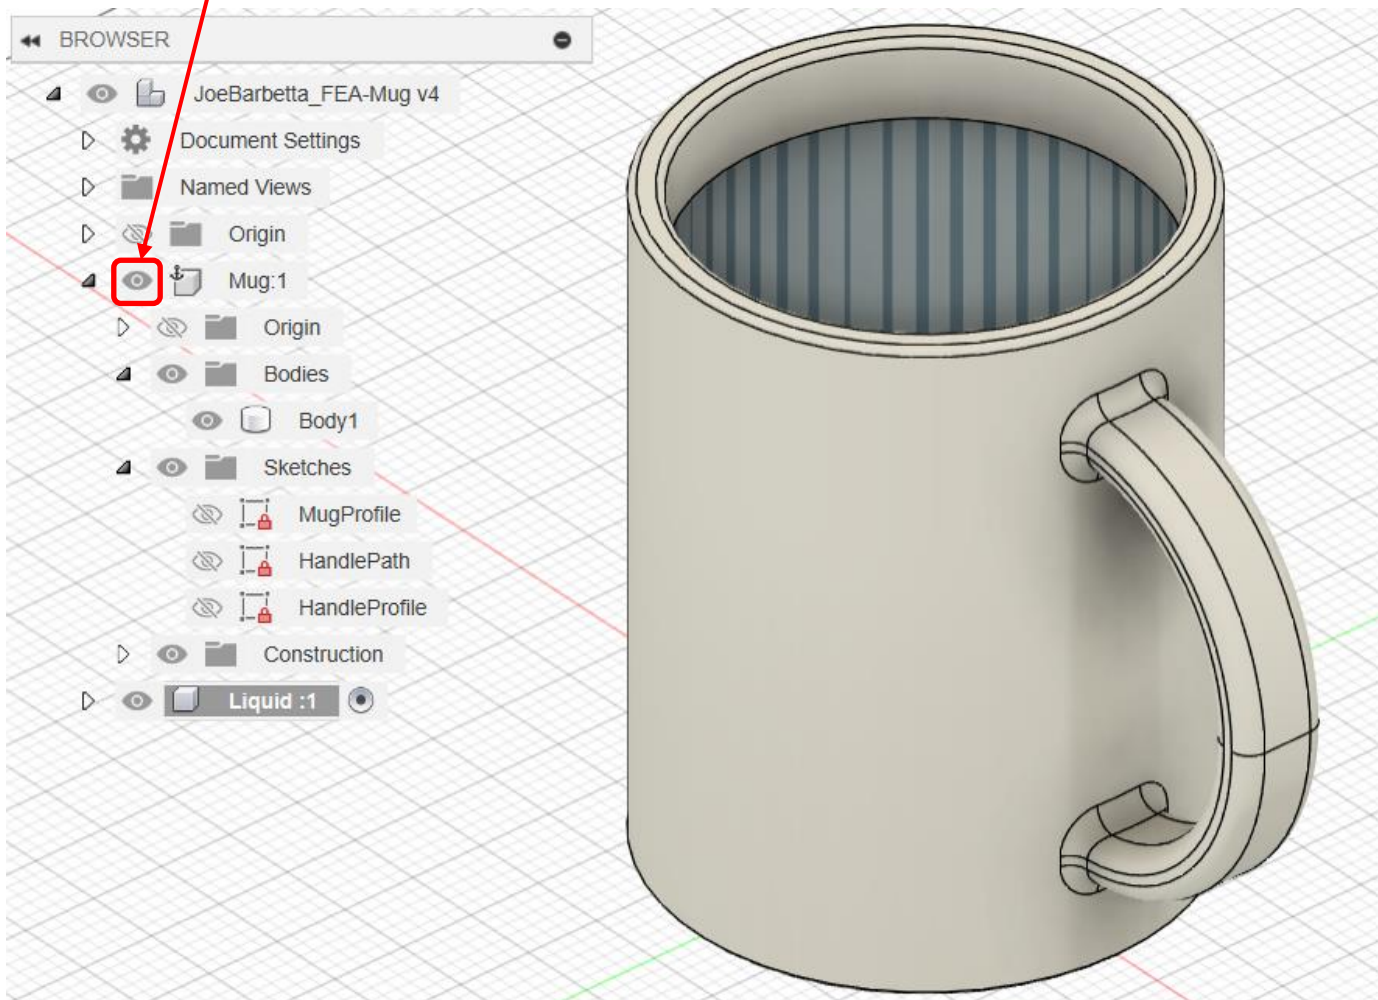 BROWSER
JoeBarbetta_FEA-Mug v4
Document Settings
Named Views
Origin
Mug:1
Origin
Bodies
Body1
Sketches
MugProfile
HandlePath
HandleProfile
Construction
Liquid :1